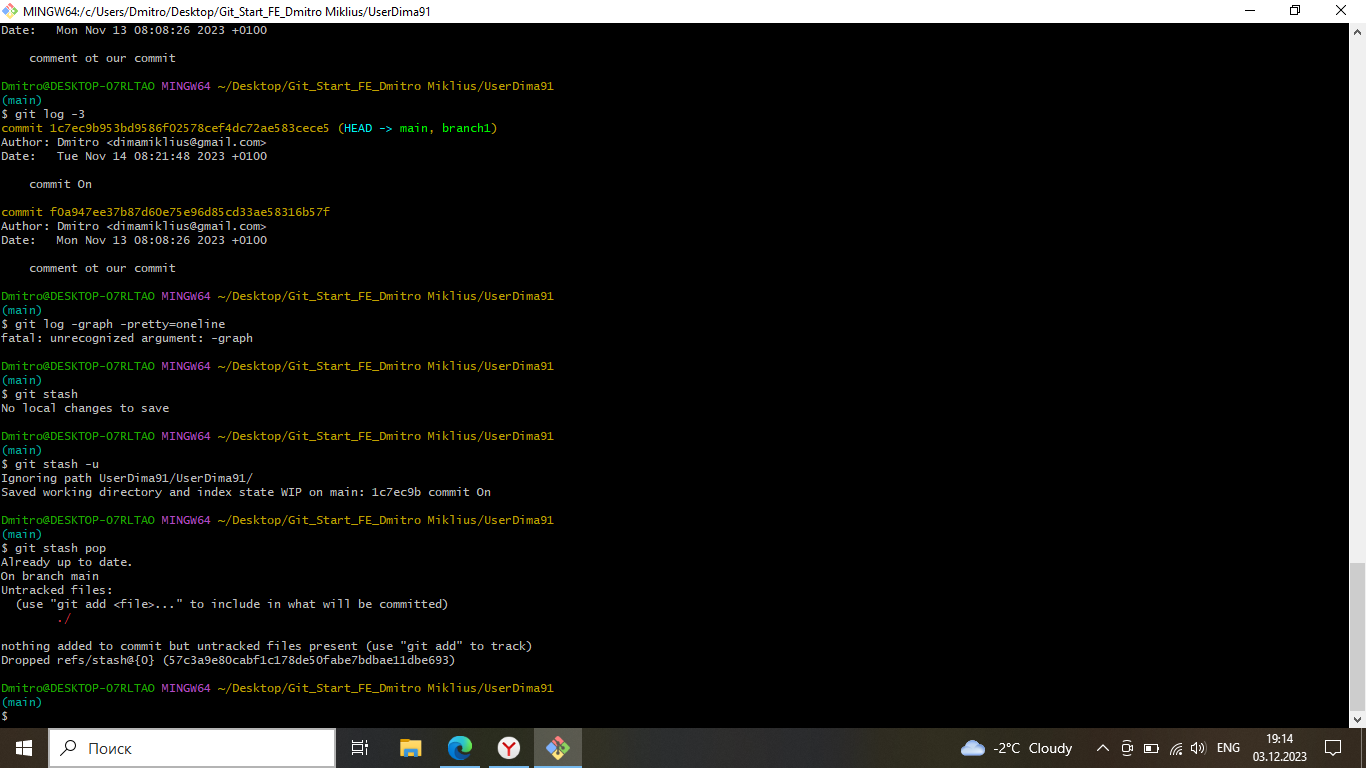 MINGW64:/c/Users/Dmitro/Desktop/Git_Start_FE_Dmitro Miklius/UserDima91
Date:   Mon Nov 13 08:08:26 2023 +0100
    comment ot our commit
Dmitro@DESKTOP-O7RLTAO MINGW64 ~/Desktop/Git_Start_FE_Dmitro Miklius/UserDima91
(main)
$ git log -3
commit 1c7ec9b953bd9586f02578cef4dc72ae583cece5 (HEAD -> main, branch1)
Author: Dmitro <dimamiklius@gmail.com>
Date:   Tue Nov 14 08:21:48 2023 +0100
    commit On
commit f0a947ee37b87d60e75e96d85cd33ae58316b57f
Author: Dmitro <dimamiklius@gmail.com>
Date:   Mon Nov 13 08:08:26 2023 +0100
    comment ot our commit
Dmitro@DESKTOP-O7RLTAO MINGW64 ~/Desktop/Git_Start_FE_Dmitro Miklius/UserDima91
(main)
$ git log -graph -pretty=oneline
fatal: unrecognized argument: -graph
Dmitro@DESKTOP-O7RLTAO MINGW64 ~/Desktop/Git_Start_FE_Dmitro Miklius/UserDima91
(main)
$ git stash
No local changes to save
Dmitro@DESKTOP-O7RLTAO MINGW64 ~/Desktop/Git_Start_FE_Dmitro Miklius/UserDima91
(main)
$ git stash -u
Ignoring path UserDima91/UserDima91/
Saved working directory and index state WIP on main: 1c7ec9b commit On
Dmitro@DESKTOP-O7RLTAO MINGW64 ~/Desktop/Git_Start_FE_Dmitro Miklius/UserDima91
(main)
$ git stash pop
Already up to date.
On branch main
Untracked files:
  (use "git add <file>..." to include in what will be committed)
        ./
nothing added to commit but untracked files present (use "git add" to track)
Dropped refs/stash@{0} (57c3a9e80cabf1c178de50fabe7bdbae11dbe693)
Dmitro@DESKTOP-O7RLTAO MINGW64 ~/Desktop/Git_Start_FE_Dmitro Miklius/UserDima91
(main)
$
Поиск
-2°C Cloudy
ENG
19:14
03.12.2023